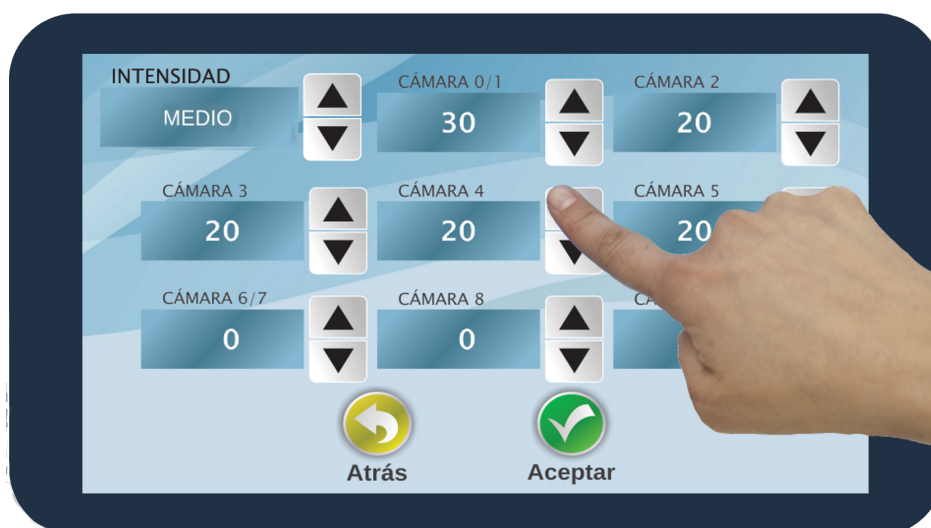 INTENSIDAD
MEDIO
CÁMARA 0/1
30
CÁMARA 2
20
CÁMARA 3
20
CÁMARA 4
20
CÁMARA 5
20
CÁMARA 6/7
0
CÁMARA 8
0
Atrás
Aceptar